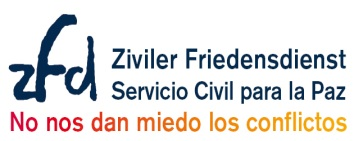 zfd
Ziviler Friedensdienst
Servicio Civil para la Paz
No nos dan miedo los conflictos